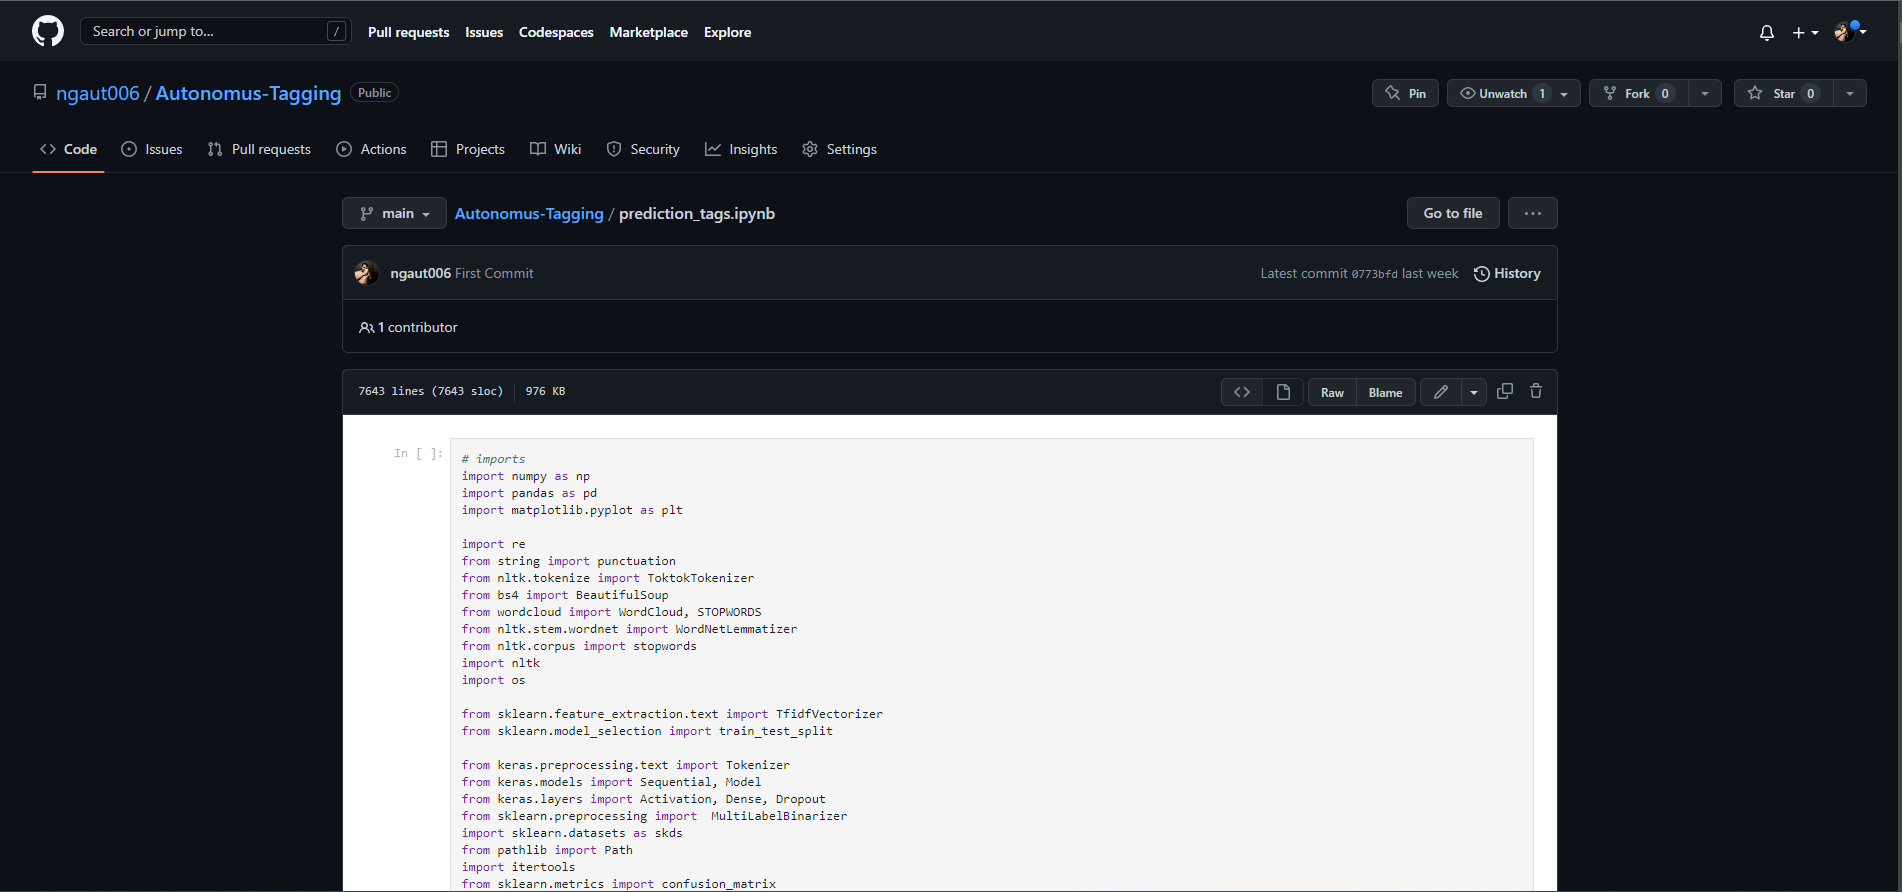 Search or jump to... /
Pull requests Issues Codespaces Marketplace Explore
ngaut006 / Autonomus-Tagging Public
Pin Unwatch 1 Fork 0 Star 0
Code Issues Pull requests Actions Projects Wiki Security Insights Settings
main Autonomus-Tagging / prediction_tags.ipynb Go to file ...
ngaut006 First Commit Latest commit 0773bfd last week History
1 contributor
7643 lines (7643 sloc) 976 KB <> Raw Blame
In [ ]:
# imports
import numpy as np
import pandas as pd
import matplotlib.pyplot as plt
import re
from string import punctuation
from nltk.tokenize import ToktokTokenizer
from bs4 import BeautifulSoup
from wordcloud import WordCloud, STOPWORDS
from nltk.stem.wordnet import WordNetLemmatizer
from nltk.corpus import stopwords
import nltk
import os
from sklearn.feature_extraction.text import TfidfVectorizer
from sklearn.model_selection import train_test_split
from keras.preprocessing.text import Tokenizer
from keras.models import Sequential, Model
from keras.layers import Activation, Dense, Dropout
from sklearn.preprocessing import  MultiLabelBinarizer
import sklearn.datasets as skds
from pathlib import Path
import itertools
from sklearn.metrics import confusion_matrix